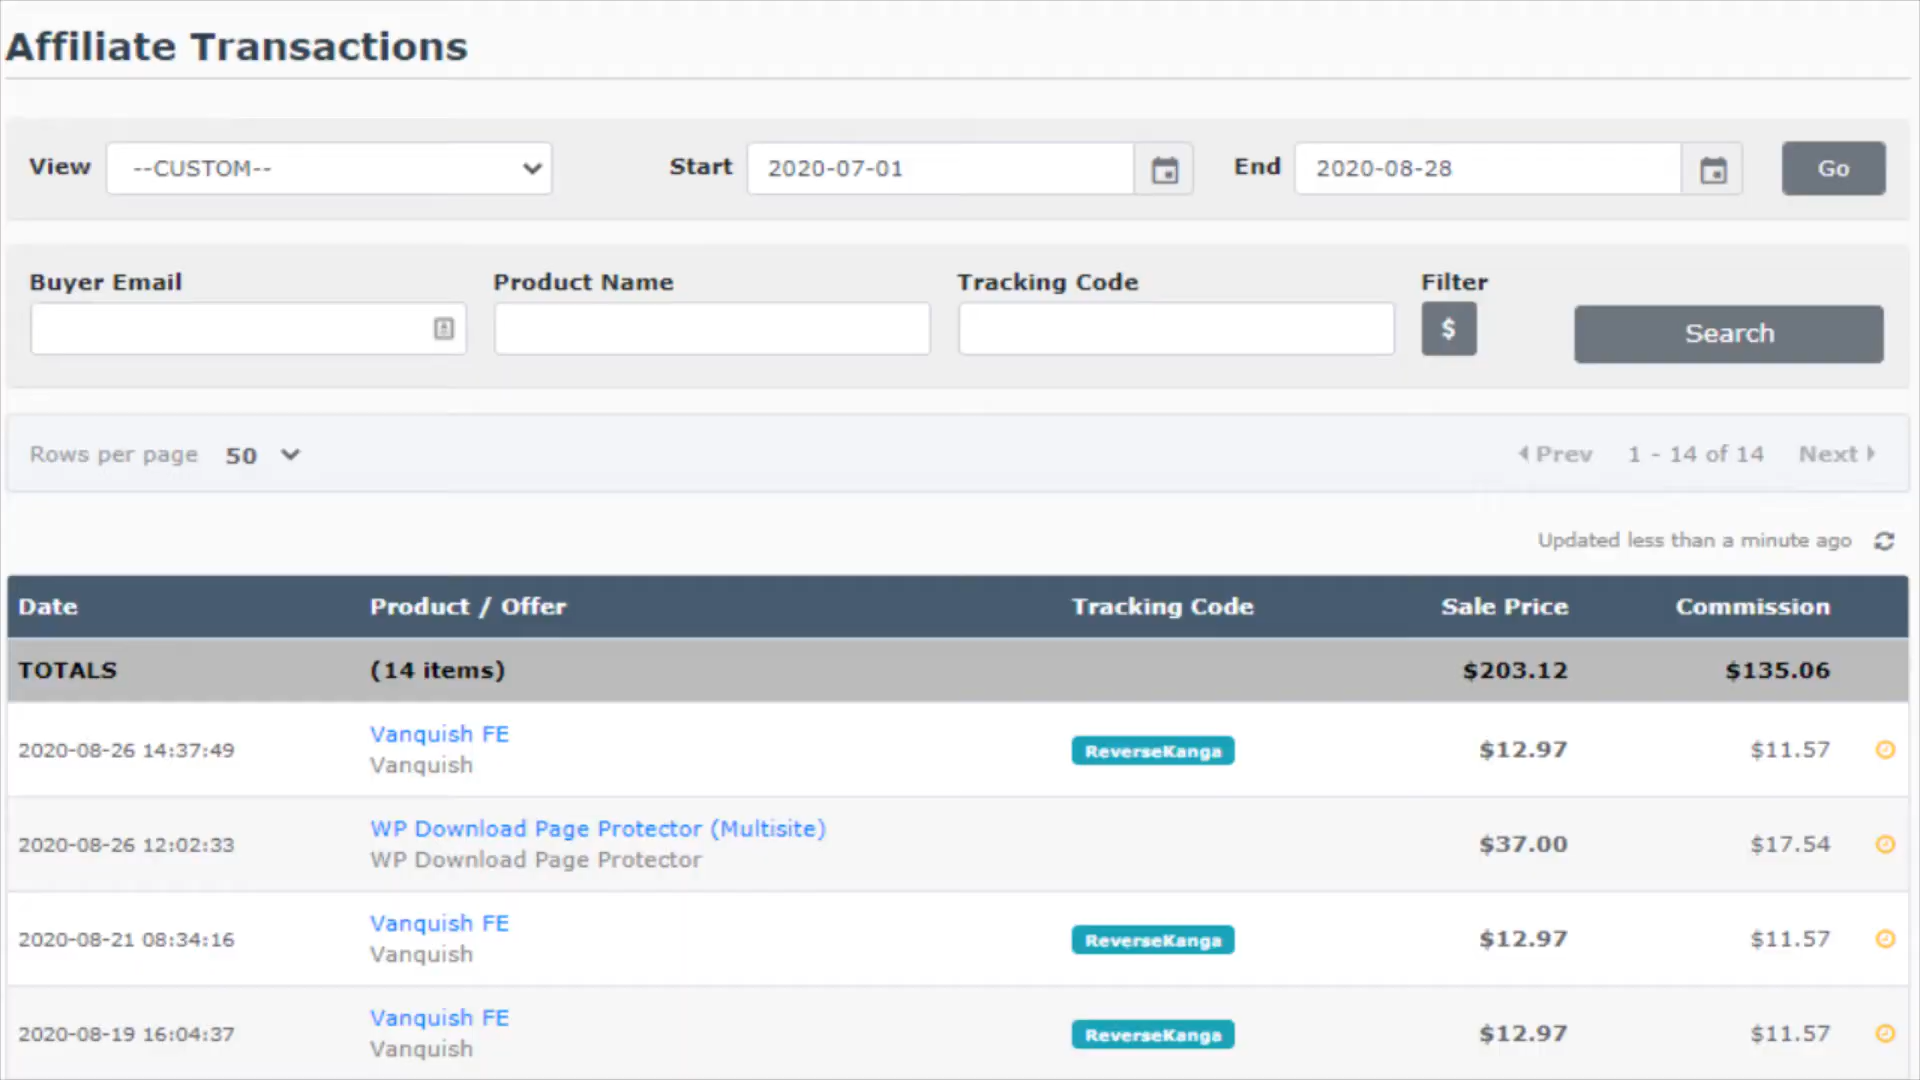 Affiliate Transactions
View --CUSTOM-- Start 2020-07-01 End 2020-08-28 Go
Buyer Email Product Name Tracking Code Filter
$ Search
Rows per page 50 Prev 1 - 14 of 14 Next
Updated less than a minute ago
Date Product / Offer Tracking Code Sale Price Commission
TOTALS (14 items) $203.12 $135.06
Vanquish FE
2020-08-26 14:37:49 ReverseKanga $12.97 $11.57
Vanquish
WP Download Page Protector (Multisite)
2020-08-26 12:02:33 $37.00 $17.54
WP Download Page Protector
Vanquish FE
2020-08-21 08:34:16 ReverseKanga $12.97 $11.57
Vanquish
Vanquish FE
2020-08-19 16:04:37 ReverseKanga $12.97 $11.57
Vanquish